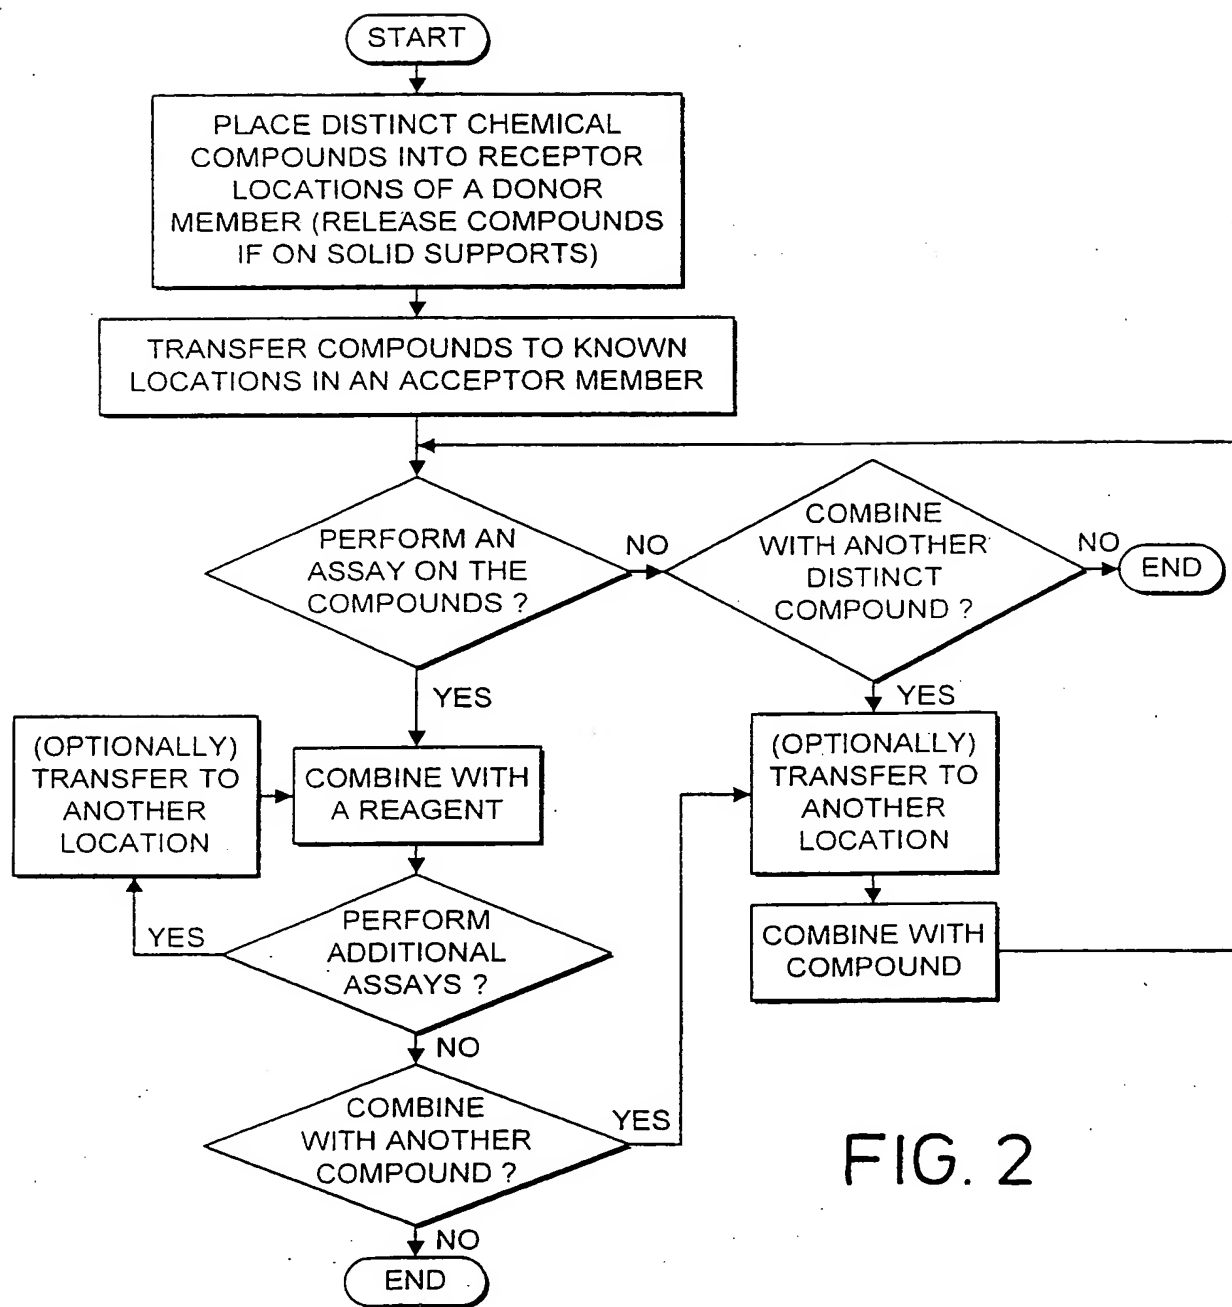 START
PLACE DISTINCT CHEMICAL
COMPOUNDS INTO RECEPTOR
LOCATIONS OF A DONOR
MEMBER (RELEASE COMPOUNDS
IF ON SOLID SUPPORTS)
TRANSFER COMPOUNDS TO KNOWN
LOCATIONS IN AN ACCEPTOR MEMBER
PERFORM AN
ASSAY ON THE
COMPOUNDS ?
NO
COMBINE
WITH ANOTHER
DISTINCT
COMPOUND ?
NO
END
YES
YES
(OPTIONALLY)
TRANSFER TO
ANOTHER
LOCATION
COMBINE WITH
A REAGENT
(OPTIONALLY)
TRANSFER TO
ANOTHER
LOCATION
YES
PERFORM
ADDITIONAL
ASSAYS ?
COMBINE WITH
COMPOUND
NO
COMBINE
WITH ANOTHER
COMPOUND ?
YES
NO
END
FIG. 2